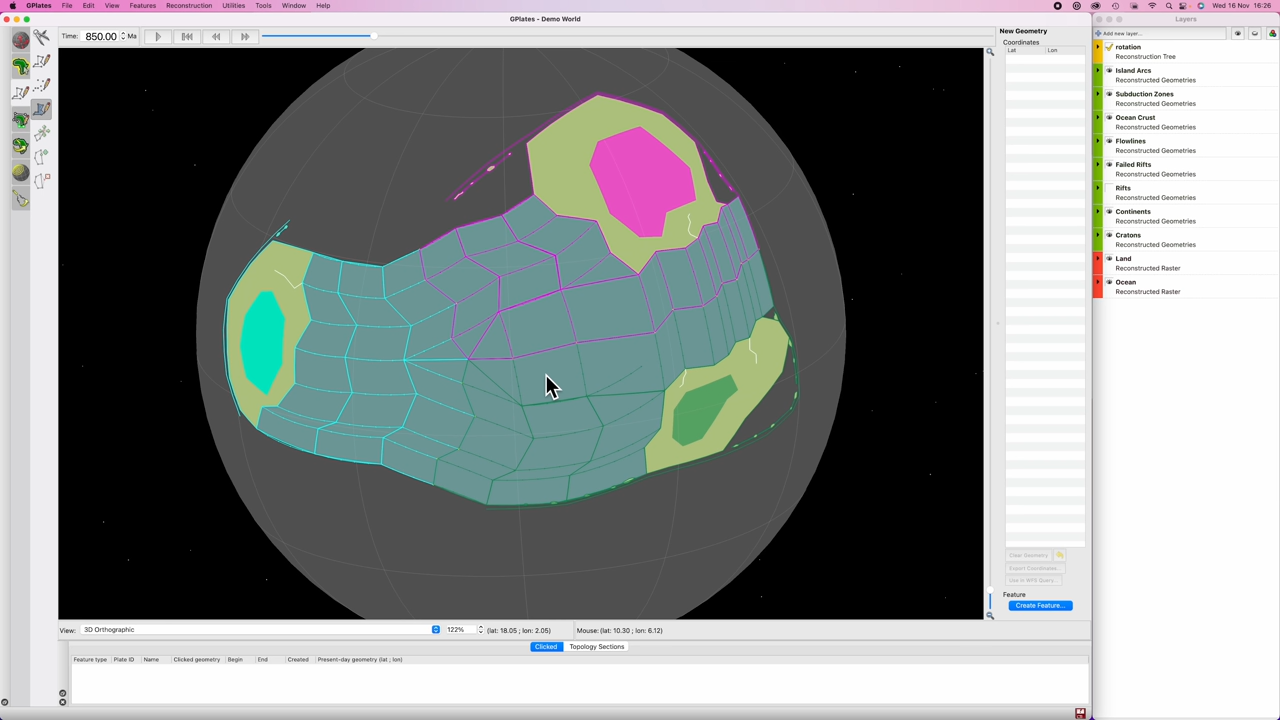 GPlates File Edit View Features Reconstruction Utilities Tools Window Help
Wed 16 Nov 16:26
GPlates - Demo World
Layers
Time: 850.00 Ma
New Geometry
Coordinates
Lat Lon
Add new layer...
rotation
Reconstruction Tree
Island Arcs
Reconstructed Geometries
Subduction Zones
Reconstructed Geometries
Ocean Crust
Reconstructed Geometries
Flowlines
Reconstructed Geometries
Failed Rifts
Reconstructed Geometries
Rifts
Reconstructed Geometries
Continents
Reconstructed Geometries
Cratons
Reconstructed Geometries
Land
Reconstructed Raster
Ocean
Reconstructed Raster
Clear Geometry
Export Coordinates...
Use in WFS Query...
Feature
Create Feature...
View: 3D Orthographic 122% (lat: 18.05 ; lon: 2.05) Mouse: (lat: 10.30 ; lon: 6.12)
Clicked Topology Sections
Feature type Plate ID Name Clicked geometry Begin End Created Present-day geometry (lat ; lon)